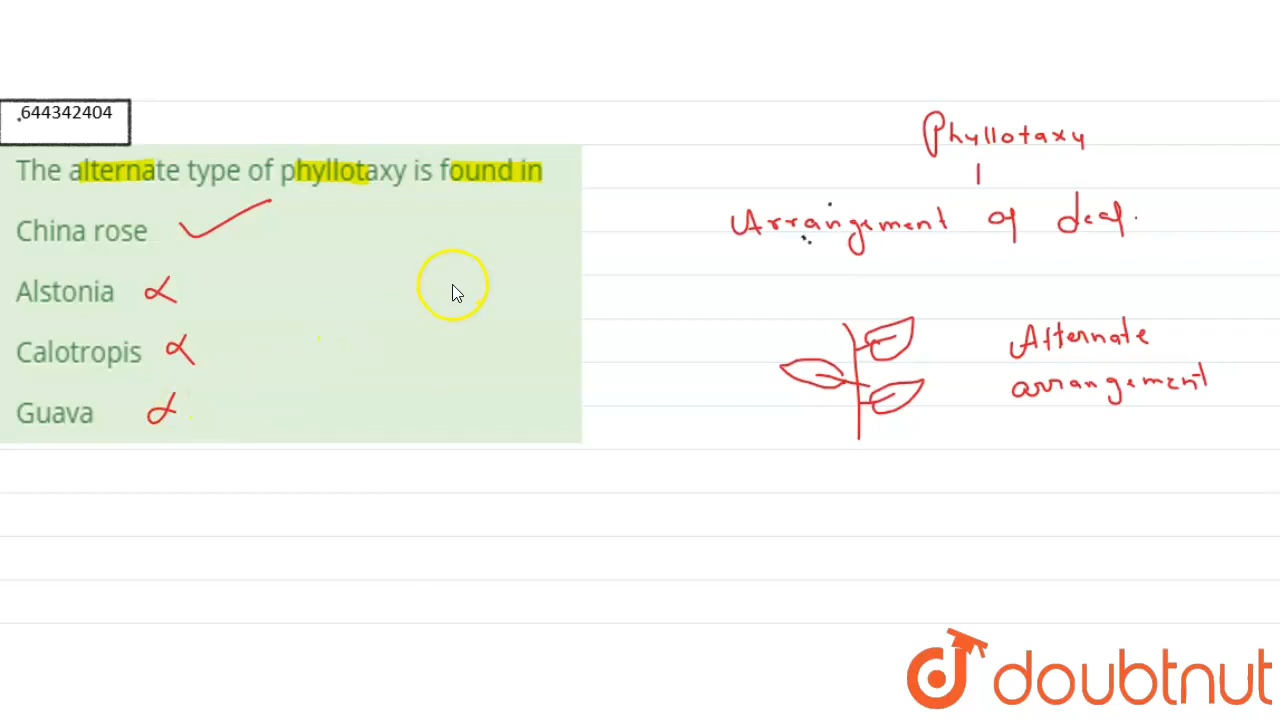 .644342404
The alternate type of phyllotaxy is found in
China rose
Alstonia
Calotropis
Guava
Phyllotaxy
Arrangement of leaf.
Alternate
arrangement
doubtnut